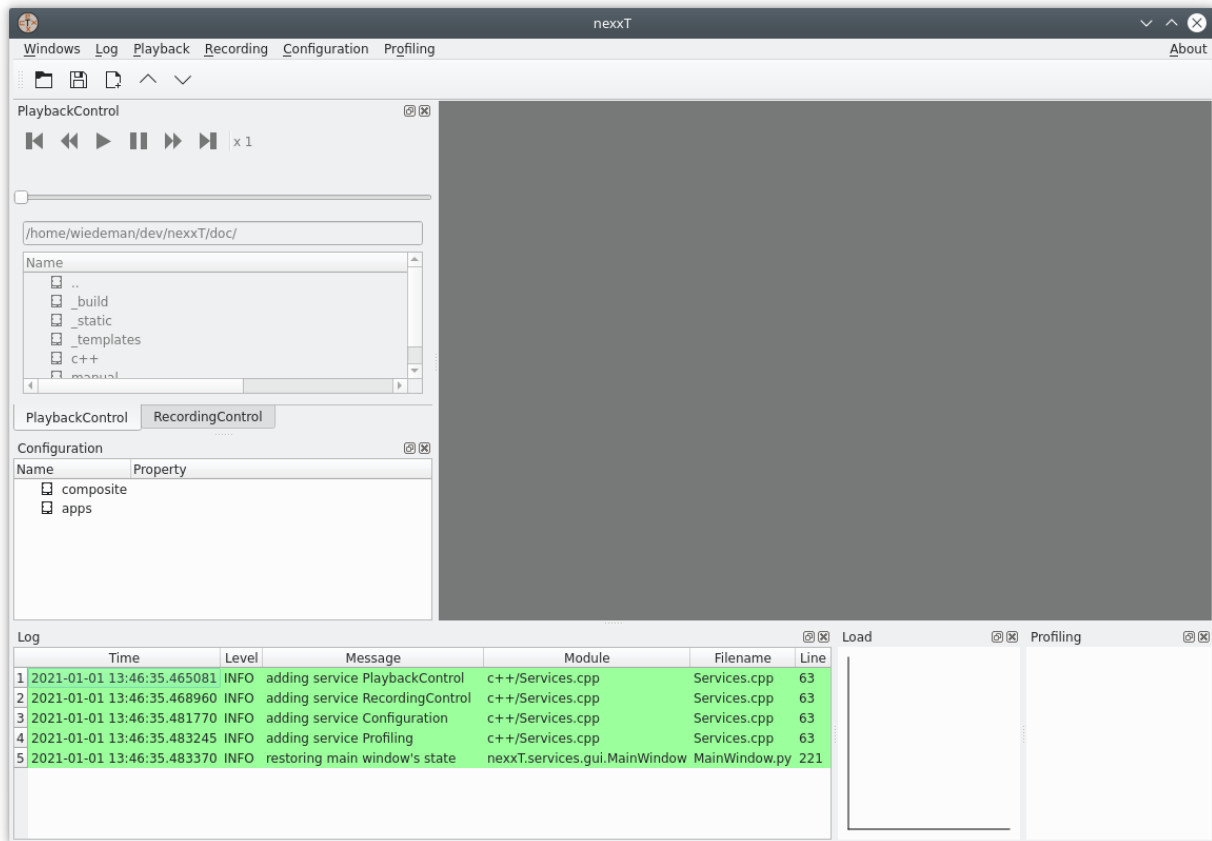 nexxT
Windows Log Playback Recording Configuration Profiling About
PlaybackControl
x 1
/home/wiedeman/dev/nexxT/doc/
Name
..
_build
_static
_templates
c++
manual
PlaybackControl RecordingControl
Configuration
Name Property
composite
apps
Log
Time Level Message Module Filename Line
1 2021-01-01 13:46:35.465081 INFO adding service PlaybackControl c++/Services.cpp Services.cpp 63
2 2021-01-01 13:46:35.468960 INFO adding service RecordingControl c++/Services.cpp Services.cpp 63
3 2021-01-01 13:46:35.481770 INFO adding service Configuration c++/Services.cpp Services.cpp 63
4 2021-01-01 13:46:35.483245 INFO adding service Profiling c++/Services.cpp Services.cpp 63
5 2021-01-01 13:46:35.483370 INFO restoring main window's state nexxT.services.gui.MainWindow MainWindow.py 221
Load
Profiling